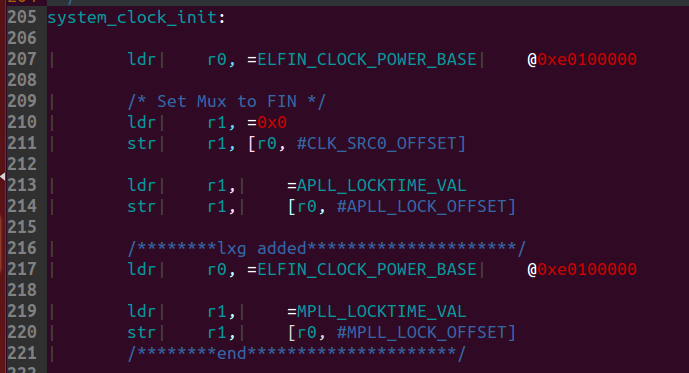 204
205 system_clock_init:
206
207 ldr r0, =ELFIN_CLOCK_POWER_BASE @0xe0100000
208
209 /* Set Mux to FIN */
210 ldr r1, =0x0
211 str r1, [r0, #CLK_SRC0_OFFSET]
212
213 ldr r1, =APLL_LOCKTIME_VAL
214 str r1, [r0, #APLL_LOCK_OFFSET]
215
216 /********lxg added*********************/
217 ldr r0, =ELFIN_CLOCK_POWER_BASE @0xe0100000
218
219 ldr r1, =MPLL_LOCKTIME_VAL
220 str r1, [r0, #MPLL_LOCK_OFFSET]
221 /********end*********************/
222